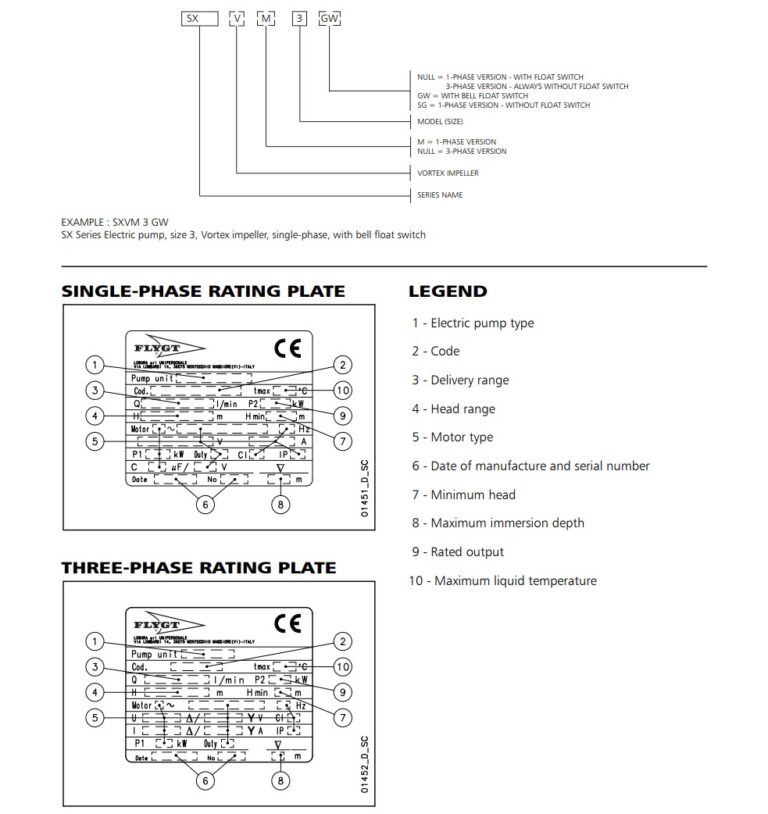 SX V M 3 GW
NULL = 1-PHASE VERSION - WITH FLOAT SWITCH
3-PHASE VERSION - ALWAYS WITHOUT FLOAT SWITCH
GW = WITH BELL FLOAT SWITCH
SG = 1-PHASE VERSION - WITHOUT FLOAT SWITCH
MODEL (SIZE)
M = 1-PHASE VERSION
NULL = 3-PHASE VERSION
VORTEX IMPELLER
SERIES NAME
EXAMPLE : SXVM 3 GW
SX Series Electric pump, size 3, Vortex impeller, single-phase, with bell float switch
SINGLE-PHASE RATING PLATE
FLYGT CE
LOWARA srl UNIPERSONALE
VIA LOMBARDI 14, 36075 MONTECCHIO MAGGIORE(VI)-ITALY
1 Pump unit
Cod. 2
tmax °C 10
3 Q l/min P2 kW
4 H m H min m 9
Motor ~ Hz 7
5 V A
P1 kW Duty Cl IP
C µF/ V ∇
Date No m
6 8
01451_D_SC
THREE-PHASE RATING PLATE
FLYGT CE
LOWARA srl UNIPERSONALE
VIA LOMBARDI 14, 36075 MONTECCHIO MAGGIORE(VI)-ITALY
1 Pump unit 2
Cod. tmax °C 10
3 Q l/min P2 kW
4 H m H min m 9
Motor ~ Hz 7
5 U Δ/ Y V Cl
I Δ/ Y A IP
P1 kW Duty ∇
Date No m
6 8
01452_D_SC
LEGEND
1 - Electric pump type
2 - Code
3 - Delivery range
4 - Head range
5 - Motor type
6 - Date of manufacture and serial number
7 - Minimum head
8 - Maximum immersion depth
9 - Rated output
10 - Maximum liquid temperature